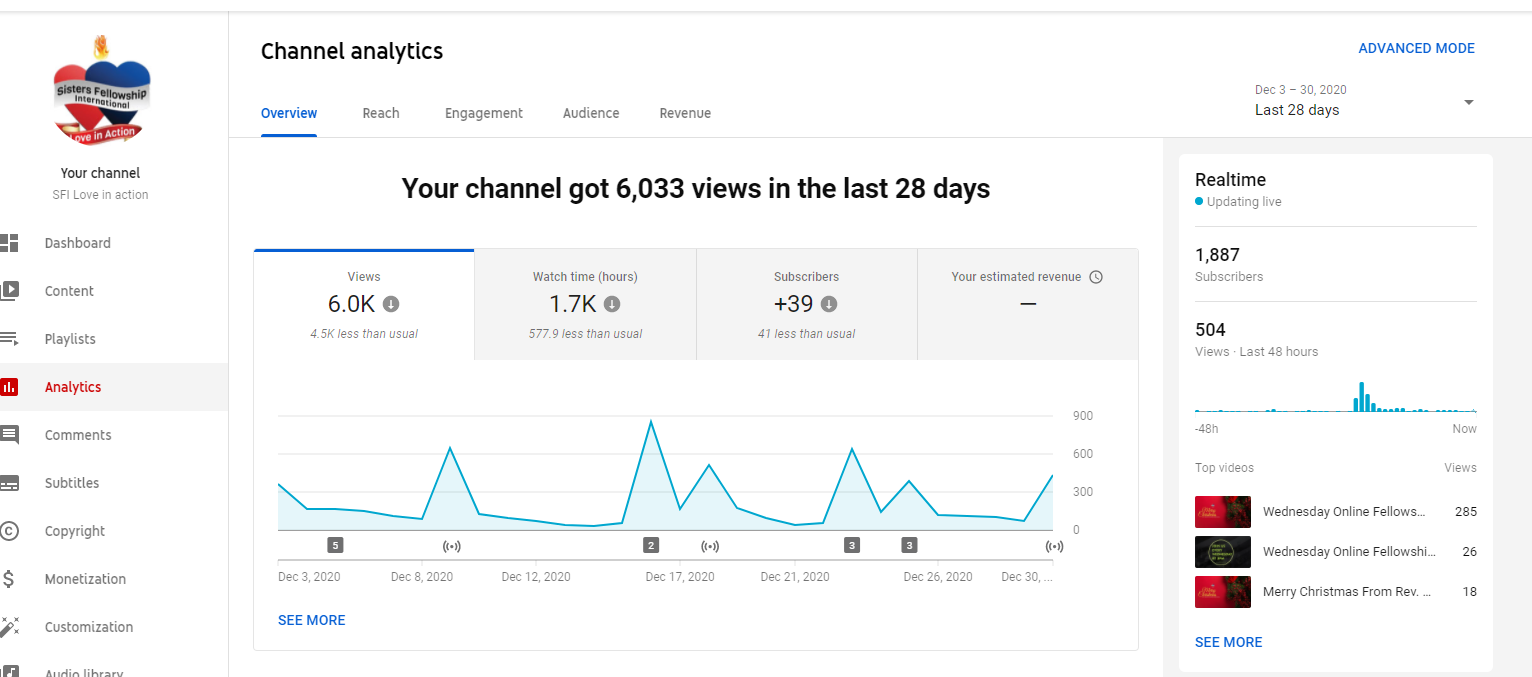 Sisters Fellowship
International
Love in Action
Your channel
SFI Love in action
Dashboard
Content
Playlists
Analytics
Comments
Subtitles
Copyright
Monetization
Customization
Audio library
Channel analytics
ADVANCED MODE
Overview
Reach
Engagement
Audience
Revenue
Dec 3 – 30, 2020
Last 28 days
Your channel got 6,033 views in the last 28 days
Views
6.0K
4.5K less than usual
Watch time (hours)
1.7K
577.9 less than usual
Subscribers
+39
41 less than usual
Your estimated revenue
—
900
600
300
0
5
2
3
3
Dec 3, 2020
Dec 8, 2020
Dec 12, 2020
Dec 17, 2020
Dec 21, 2020
Dec 26, 2020
Dec 30, ...
SEE MORE
Realtime
Updating live
1,887
Subscribers
504
Views · Last 48 hours
-48h
Now
Top videos
Views
Wednesday Online Fellows...
285
Wednesday Online Fellowshi...
26
Merry Christmas From Rev. ...
18
SEE MORE